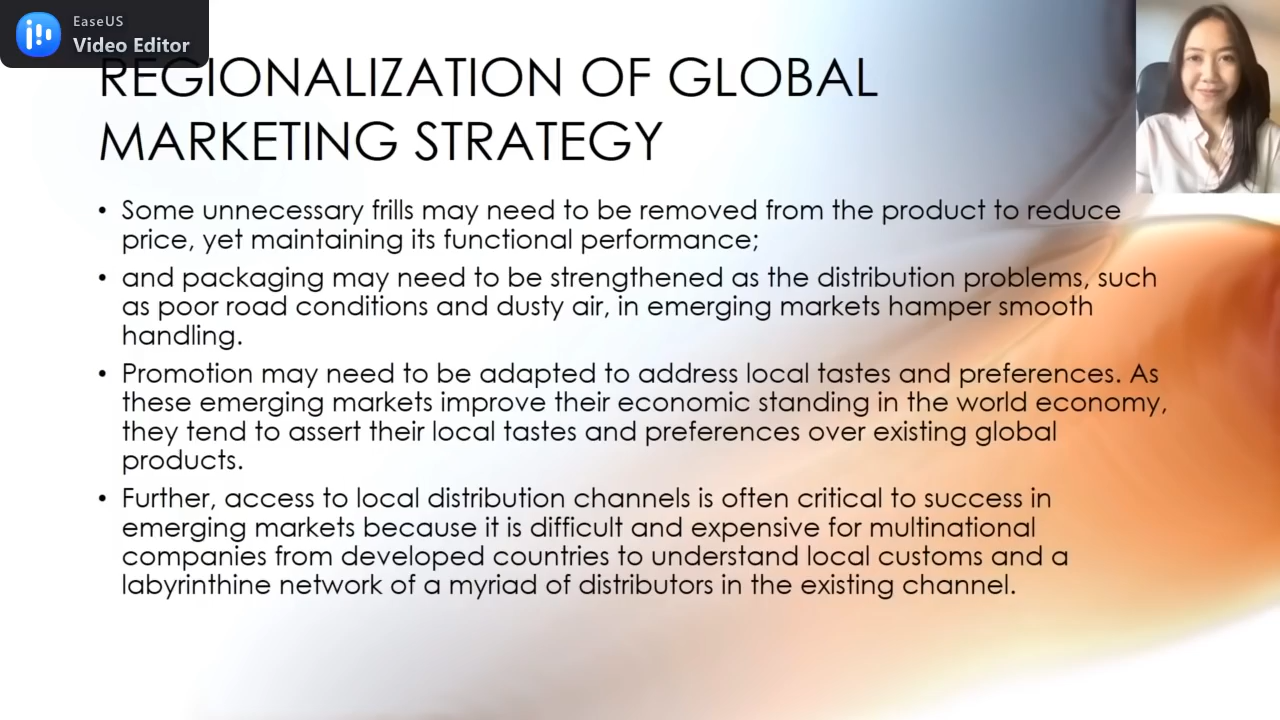 EaseUS
Video Editor
REGIONALIZATION OF GLOBAL
MARKETING STRATEGY
• Some unnecessary frills may need to be removed from the product to reduce
price, yet maintaining its functional performance;
• and packaging may need to be strengthened as the distribution problems, such
as poor road conditions and dusty air, in emerging markets hamper smooth
handling.
• Promotion may need to be adapted to address local tastes and preferences. As
these emerging markets improve their economic standing in the world economy,
they tend to assert their local tastes and preferences over existing global
products.
• Further, access to local distribution channels is often critical to success in
emerging markets because it is difficult and expensive for multinational
companies from developed countries to understand local customs and a
labyrinthine network of a myriad of distributors in the existing channel.